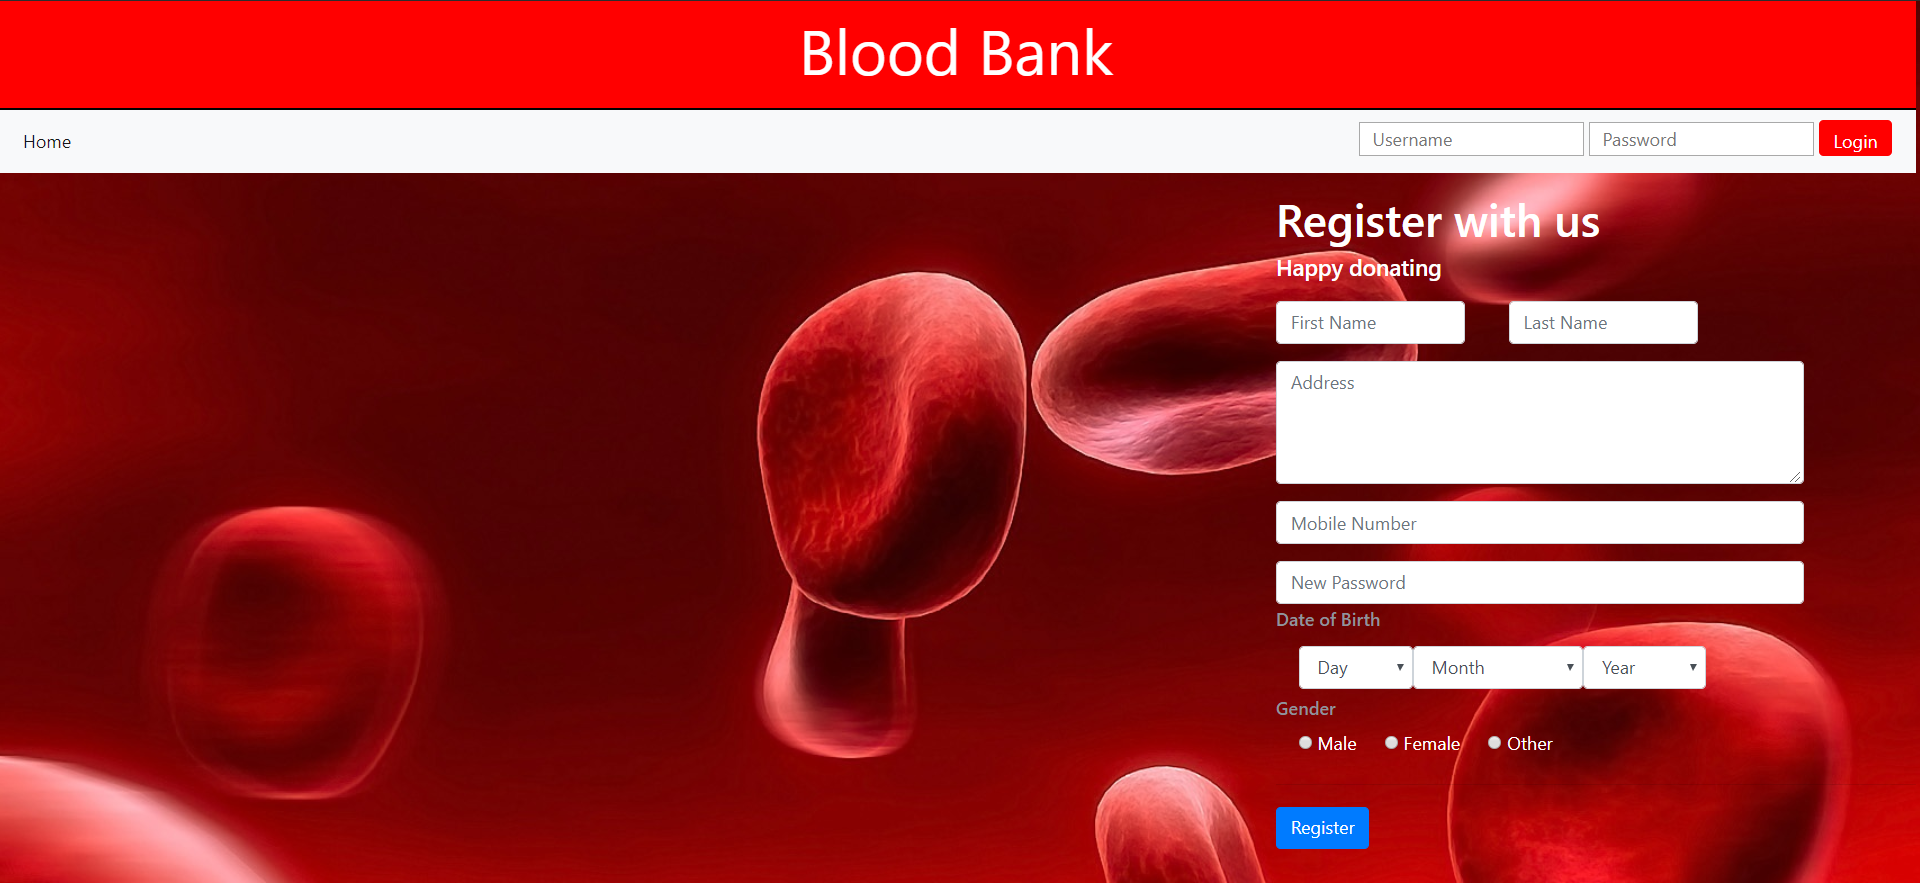 Blood Bank
Home Username Password Login
Register with us
Happy donating
First Name Last Name
Address
Mobile Number
New Password
Date of Birth
Day Month Year
Gender
Male Female Other
Register